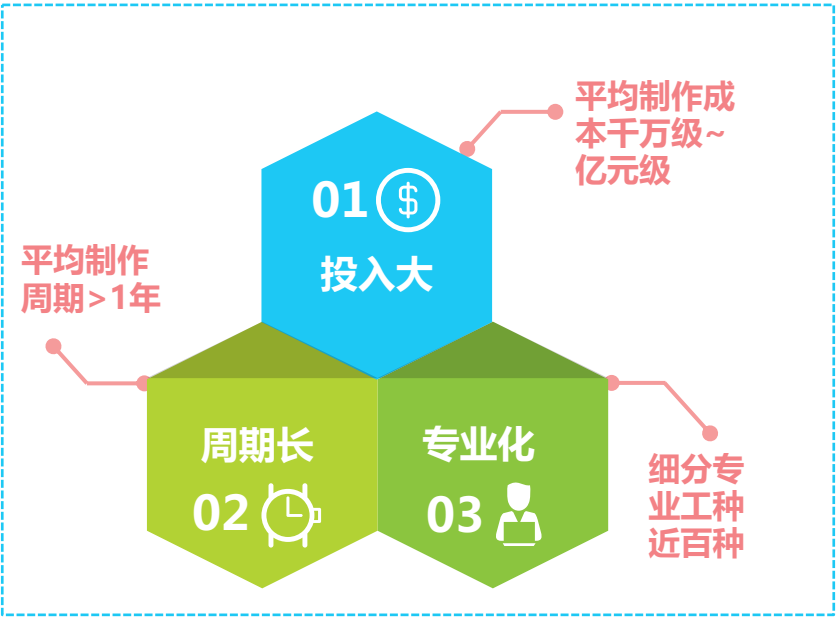 平均制作成
本千万级~
亿元级
01
投入大
平均制作
周期>1年
周期长
02
专业化
03
细分专
业工种
近百种